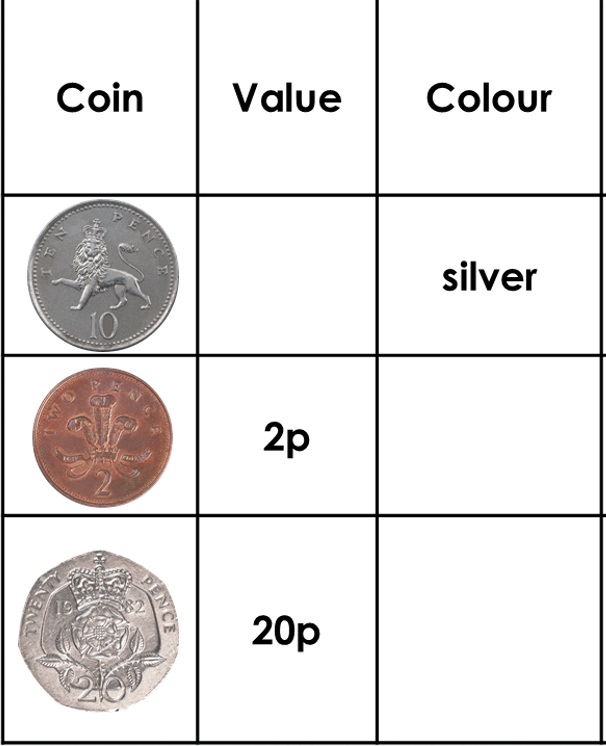 Coin Value Colour
TEN PENCE
10
silver
TWO PENCE
2
2p
TWENTY PENCE
1982
20
20p